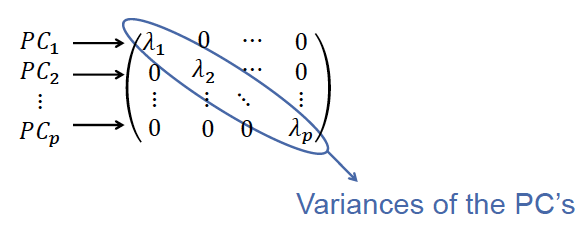 PC₁ → (λ₁ 0 ⋯ 0)
PC₂ → (0 λ₂ ⋯ 0)
⋮ ⋮ ⋮ ⋱ ⋮
PCₚ → (0 0 0 λₚ)
Variances of the PC's